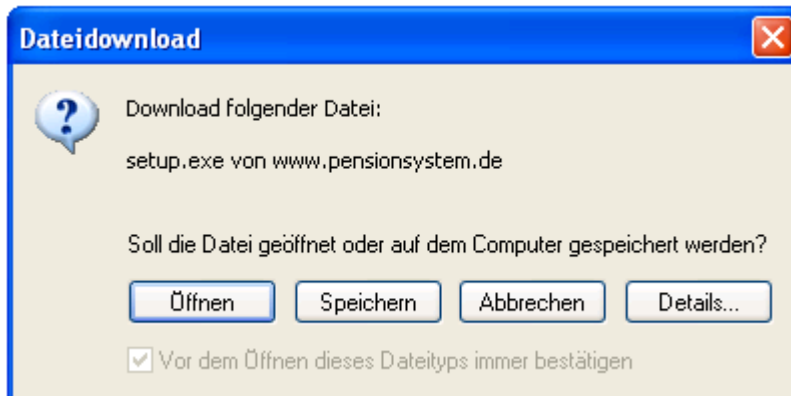 Dateidownload
Download folgender Datei:
setup.exe von www.pensionsystem.de
Soll die Datei geöffnet oder auf dem Computer gespeichert werden?
Öffnen Speichern Abbrechen Details...
Vor dem Öffnen dieses Dateityps immer bestätigen